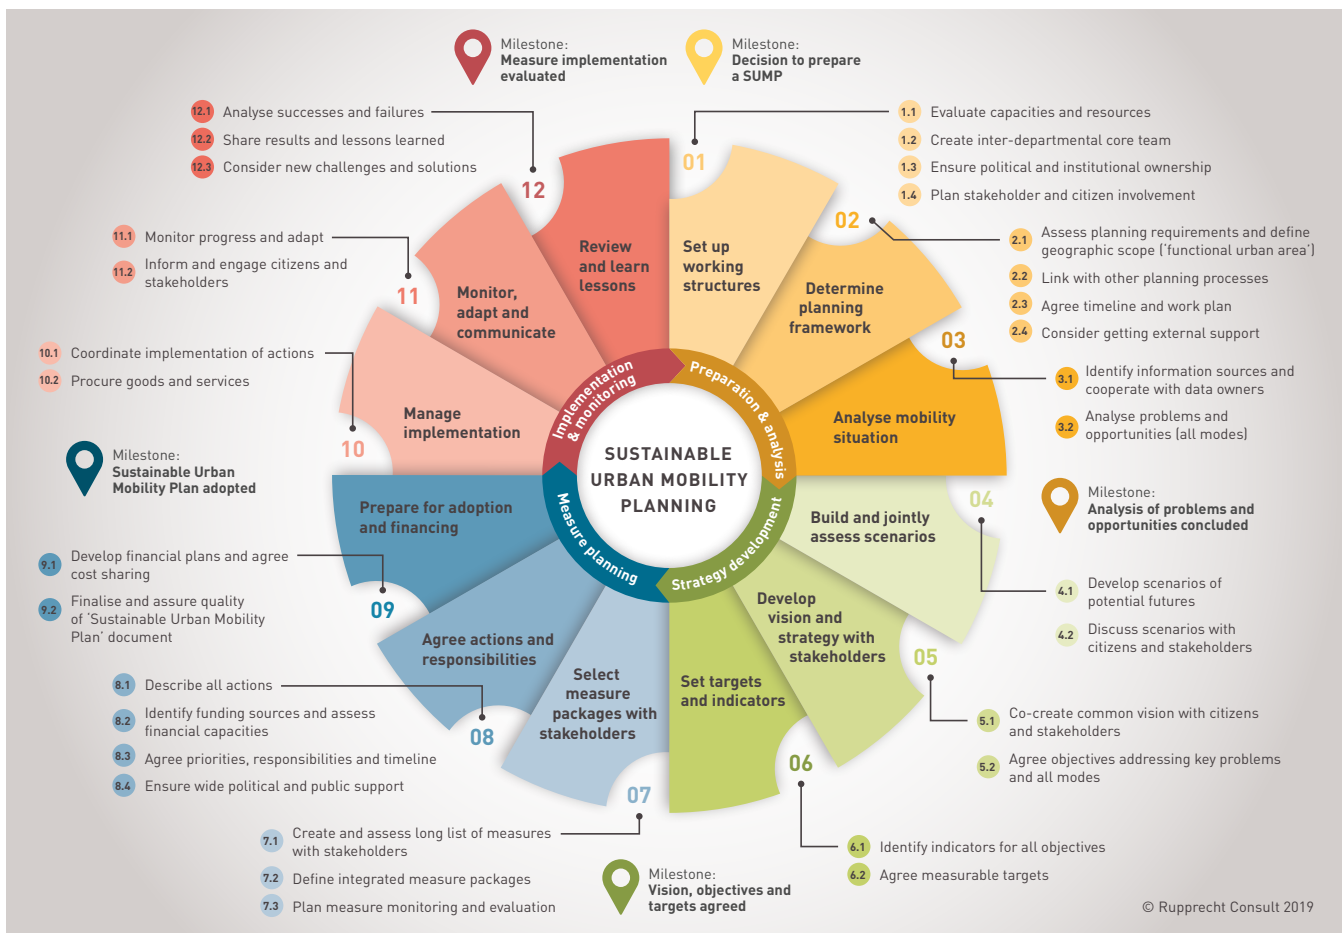 Milestone:
Measure implementation
evaluated
Milestone:
Decision to prepare
a SUMP
12.1 Analyse successes and failures
12.2 Share results and lessons learned
12.3 Consider new challenges and solutions
1.1 Evaluate capacities and resources
1.2 Create inter-departmental core team
1.3 Ensure political and institutional ownership
1.4 Plan stakeholder and citizen involvement
01
Set up
working
structures
02
Determine
planning
framework
2.1 Assess planning requirements and define
geographic scope (‘functional urban area’)
2.2 Link with other planning processes
2.3 Agree timeline and work plan
2.4 Consider getting external support
03
Analyse mobility
situation
3.1 Identify information sources and
cooperate with data owners
3.2 Analyse problems and
opportunities (all modes)
Milestone:
Analysis of problems and
opportunities concluded
04
Build and jointly
assess scenarios
4.1 Develop scenarios of
potential futures
4.2 Discuss scenarios with
citizens and stakeholders
05
Develop
vision and
strategy with
stakeholders
5.1 Co-create common vision with citizens
and stakeholders
5.2 Agree objectives addressing key problems
and all modes
06
Set targets
and indicators
6.1 Identify indicators for all objectives
6.2 Agree measurable targets
Milestone:
Vision, objectives and
targets agreed
07
Select
measure
packages with
stakeholders
7.1 Create and assess long list of measures
with stakeholders
7.2 Define integrated measure packages
7.3 Plan measure monitoring and evaluation
08
Agree actions and
responsibilities
8.1 Describe all actions
8.2 Identify funding sources and assess
financial capacities
8.3 Agree priorities, responsibilities and timeline
8.4 Ensure wide political and public support
09
Prepare for adoption
and financing
9.1 Develop financial plans and agree
cost sharing
9.2 Finalise and assure quality
of ‘Sustainable Urban Mobility
Plan’ document
Milestone:
Sustainable Urban
Mobility Plan adopted
10
Manage
implementation
10.1 Coordinate implementation of actions
10.2 Procure goods and services
11
Monitor,
adapt and
communicate
11.1 Monitor progress and adapt
11.2 Inform and engage citizens and
stakeholders
12
Review
and learn
lessons
Preparation & analysis
Strategy development
Measure planning
Implementation
& monitoring
SUSTAINABLE
URBAN MOBILITY
PLANNING
© Rupprecht Consult 2019